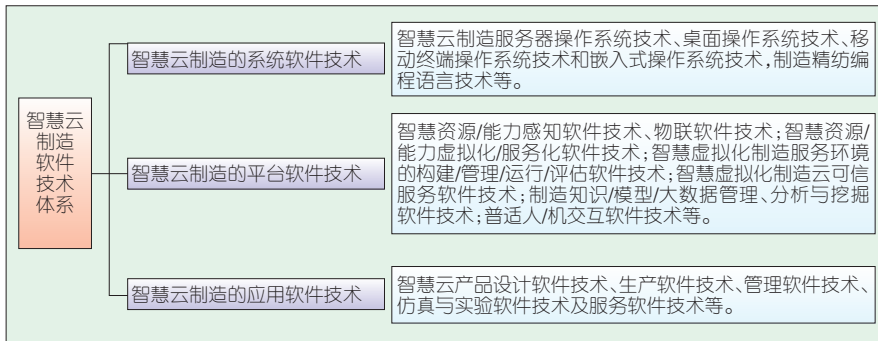 智慧云
制造
软件
技术
体系
智慧云制造的系统软件技术
智慧云制造服务器操作系统技术、桌面操作系统技术、移
动终端操作系统技术和嵌入式操作系统技术,制造精纺编
程语言技术等。
智慧云制造的平台软件技术
智慧资源/能力感知软件技术、物联软件技术;智慧资源/
能力虚拟化/服务化软件技术;智慧虚拟化制造服务环境
的构建/管理/运行/评估软件技术;智慧虚拟化制造云可信
服务软件技术;制造知识/模型/大数据管理、分析与挖掘
软件技术;普适人/机交互软件技术等。
智慧云制造的应用软件技术
智慧云产品设计软件技术、生产软件技术、管理软件技术、
仿真与实验软件技术及服务软件技术等。